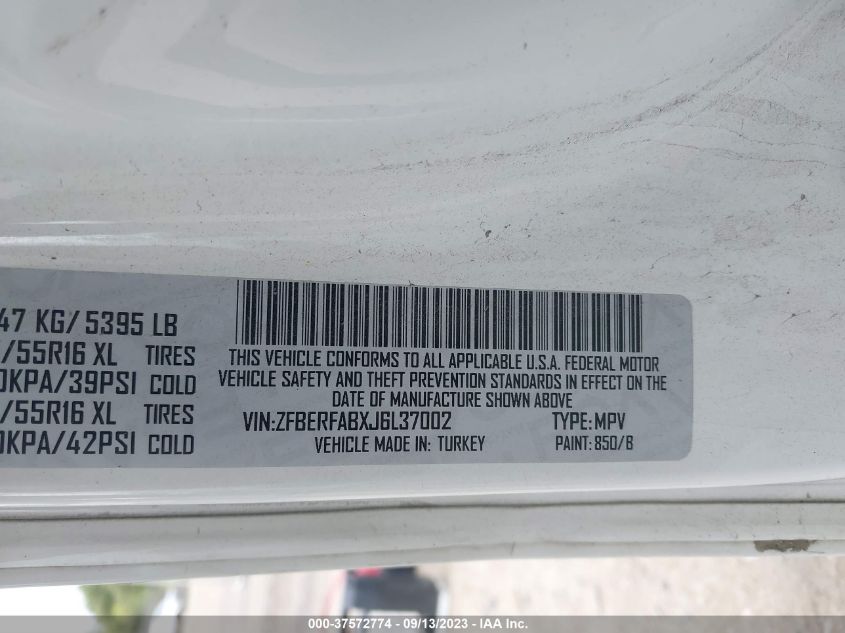 47 KG/ 5395 LB
/55R16 XL TIRES
0KPA/39PSI COLD
/55R16 XL TIRES
0KPA/42PSI COLD
THIS VEHICLE CONFORMS TO ALL APPLICABLE U.S.A. FEDERAL MOTOR
VEHICLE SAFETY AND THEFT PREVENTION STANDARDS IN EFFECT ON THE
DATE OF MANUFACTURE SHOWN ABOVE
VIN:ZFBERFABXJ6L37002 TYPE: MPV
VEHICLE MADE IN: TURKEY PAINT: 850/B
000-37572774 - 09/13/2023 - IAA Inc.